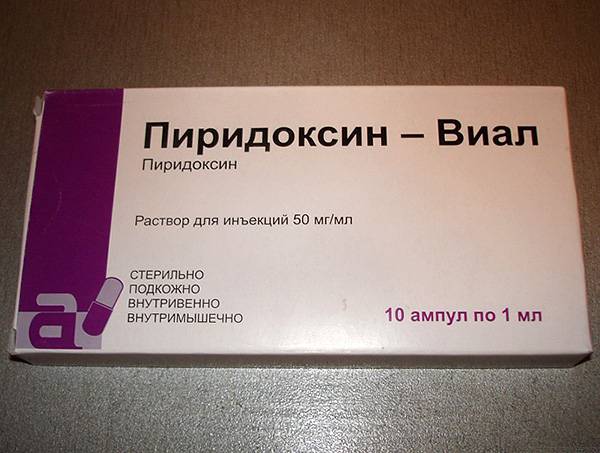 Пиридоксин – Виал
Пиридоксин
Раствор для инъекций 50 мг/мл
СТЕРИЛЬНО
ПОДКОЖНО
ВНУТРИВЕННО
ВНУТРИМЫШЕЧНО
10 ампул по 1 мл
a